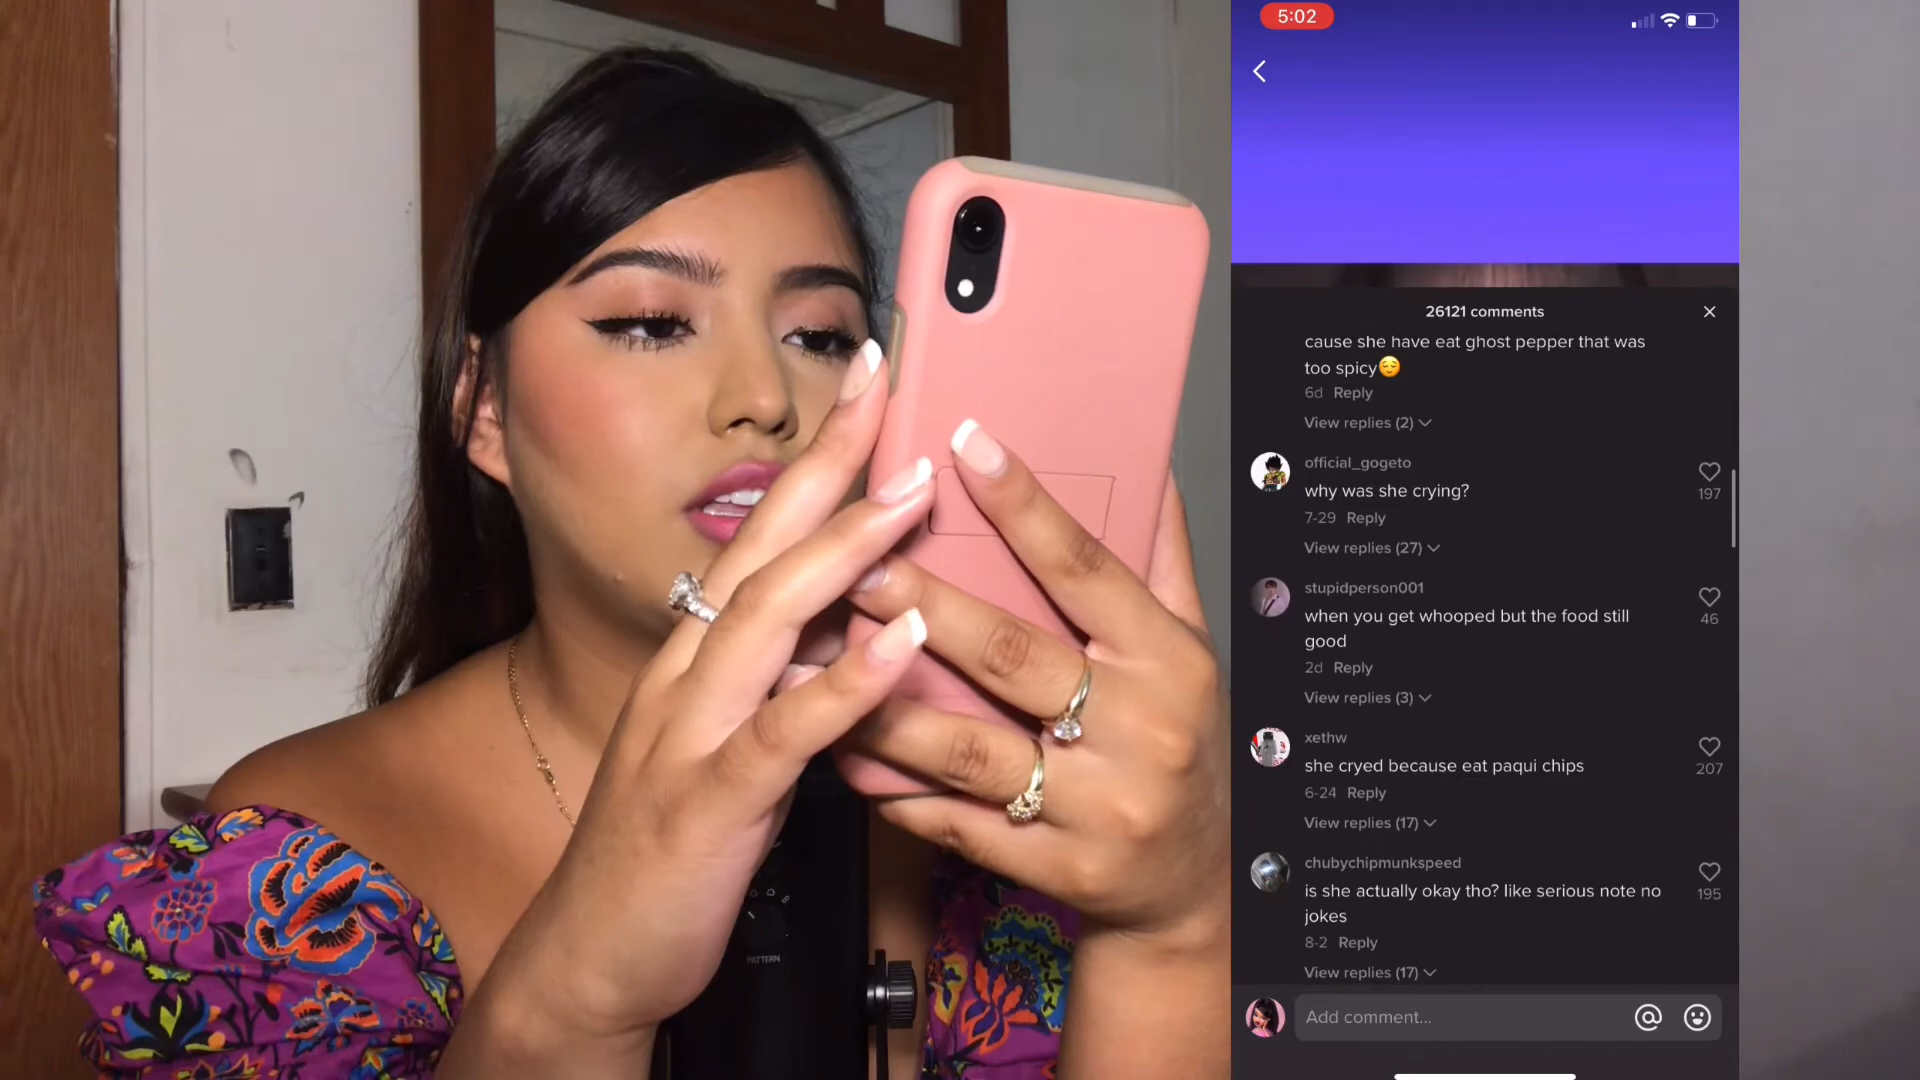 5:02
26121 comments
cause she have eat ghost pepper that was
too spicy😌
6d Reply
View replies (2)
official_gogeto
why was she crying?
197
7-29 Reply
View replies (27)
stupidperson001
when you get whooped but the food still
good
46
2d Reply
View replies (3)
xethw
she cryed because eat paqui chips
207
6-24 Reply
View replies (17)
chubychipmunkspeed
is she actually okay tho? like serious note no
jokes
195
8-2 Reply
View replies (17)
Add comment...
PATTERN